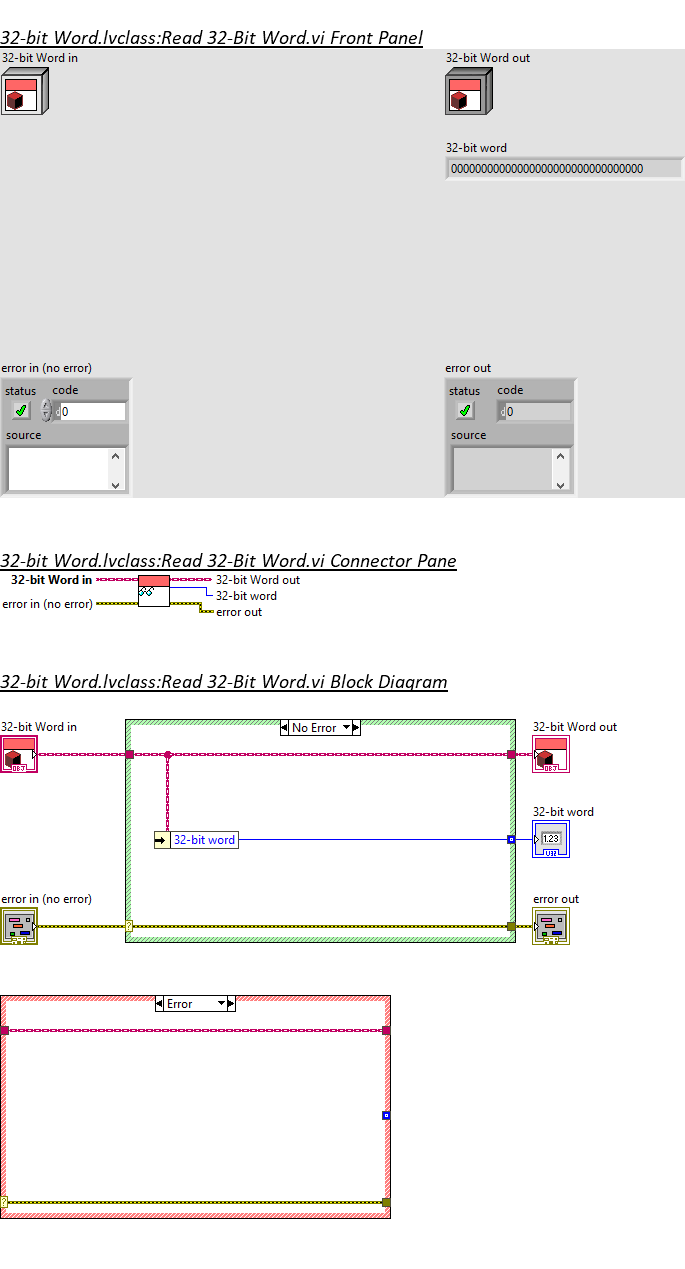 32-bit Word.lvclass:Read 32-Bit Word.vi Front Panel
32-bit Word in
32-bit Word out
32-bit word
00000000000000000000000000000000
error in (no error)
error out
status code
d 0
source
status code
d 0
source
32-bit Word.lvclass:Read 32-Bit Word.vi Connector Pane
32-bit Word in
32-bit Word out
32-bit word
error in (no error)
error out
32-bit Word.lvclass:Read 32-Bit Word.vi Block Diagram
32-bit Word in
No Error
32-bit Word out
OBJ
OBJ
32-bit word
32-bit word
1.23
U32
error in (no error)
error out
?
Error
?